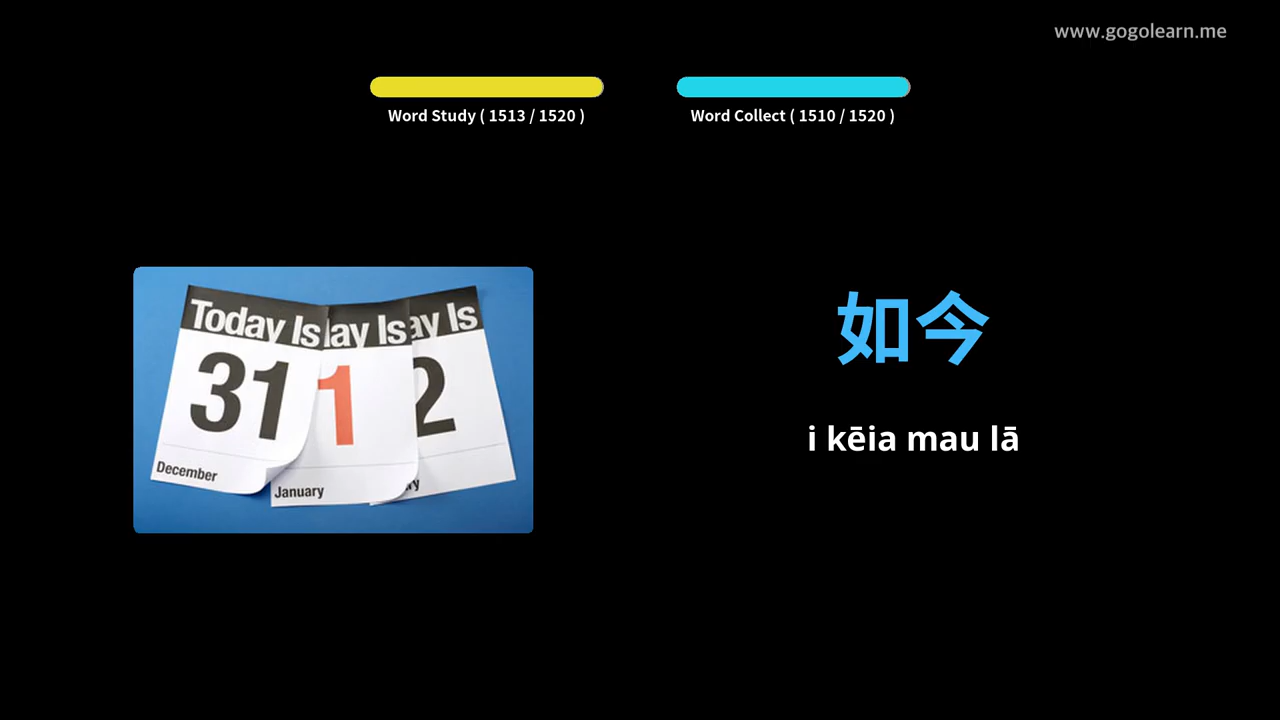 www.gogolearn.me
Word Study ( 1513 / 1520 )
Word Collect ( 1510 / 1520 )
Today Is
ay Is
ay Is
31
1
2
December
January
ry
如今
i kēia mau lā